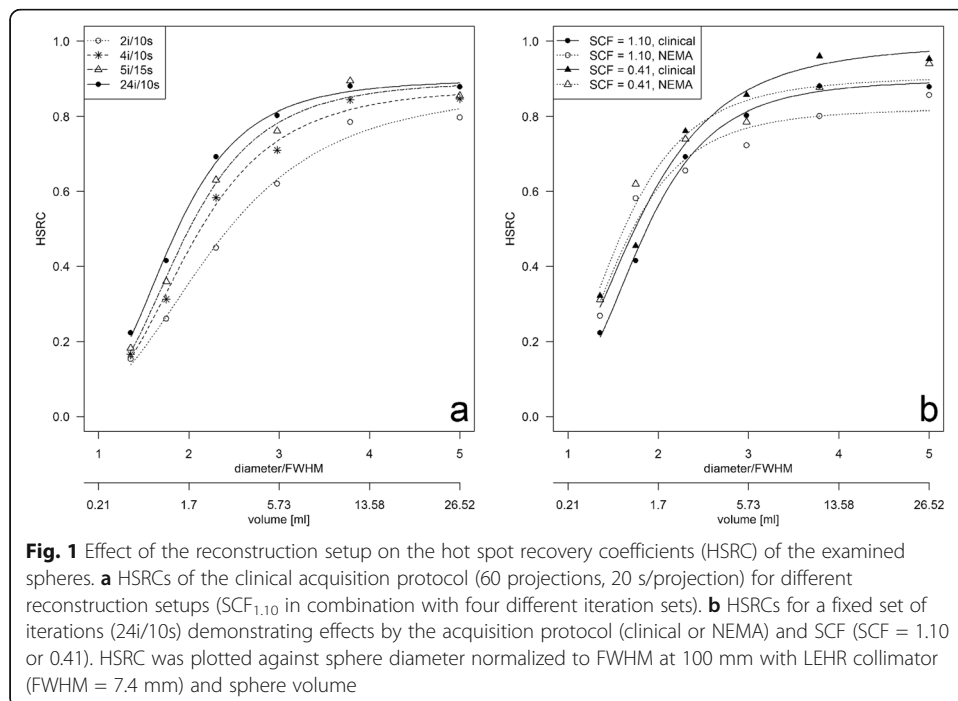 2i/10s
4i/10s
5i/15s
24i/10s
HSRC
1.0
0.8
0.6
0.4
0.2
0.0
a
1 2 3 4 5
diameter/FWHM
0.21 1.7 5.73 13.58 26.52
volume [ml]
SCF = 1.10, clinical
SCF = 1.10, NEMA
SCF = 0.41, clinical
SCF = 0.41, NEMA
HSRC
1.0
0.8
0.6
0.4
0.2
0.0
b
1 2 3 4 5
diameter/FWHM
0.21 1.7 5.73 13.58 26.52
volume [ml]
Fig. 1 Effect of the reconstruction setup on the hot spot recovery coefficients (HSRC) of the examined
spheres. a HSRCs of the clinical acquisition protocol (60 projections, 20 s/projection) for different
reconstruction setups (SCF1.10 in combination with four different iteration sets). b HSRCs for a fixed set of
iterations (24i/10s) demonstrating effects by the acquisition protocol (clinical or NEMA) and SCF (SCF = 1.10
or 0.41). HSRC was plotted against sphere diameter normalized to FWHM at 100 mm with LEHR collimator
(FWHM = 7.4 mm) and sphere volume